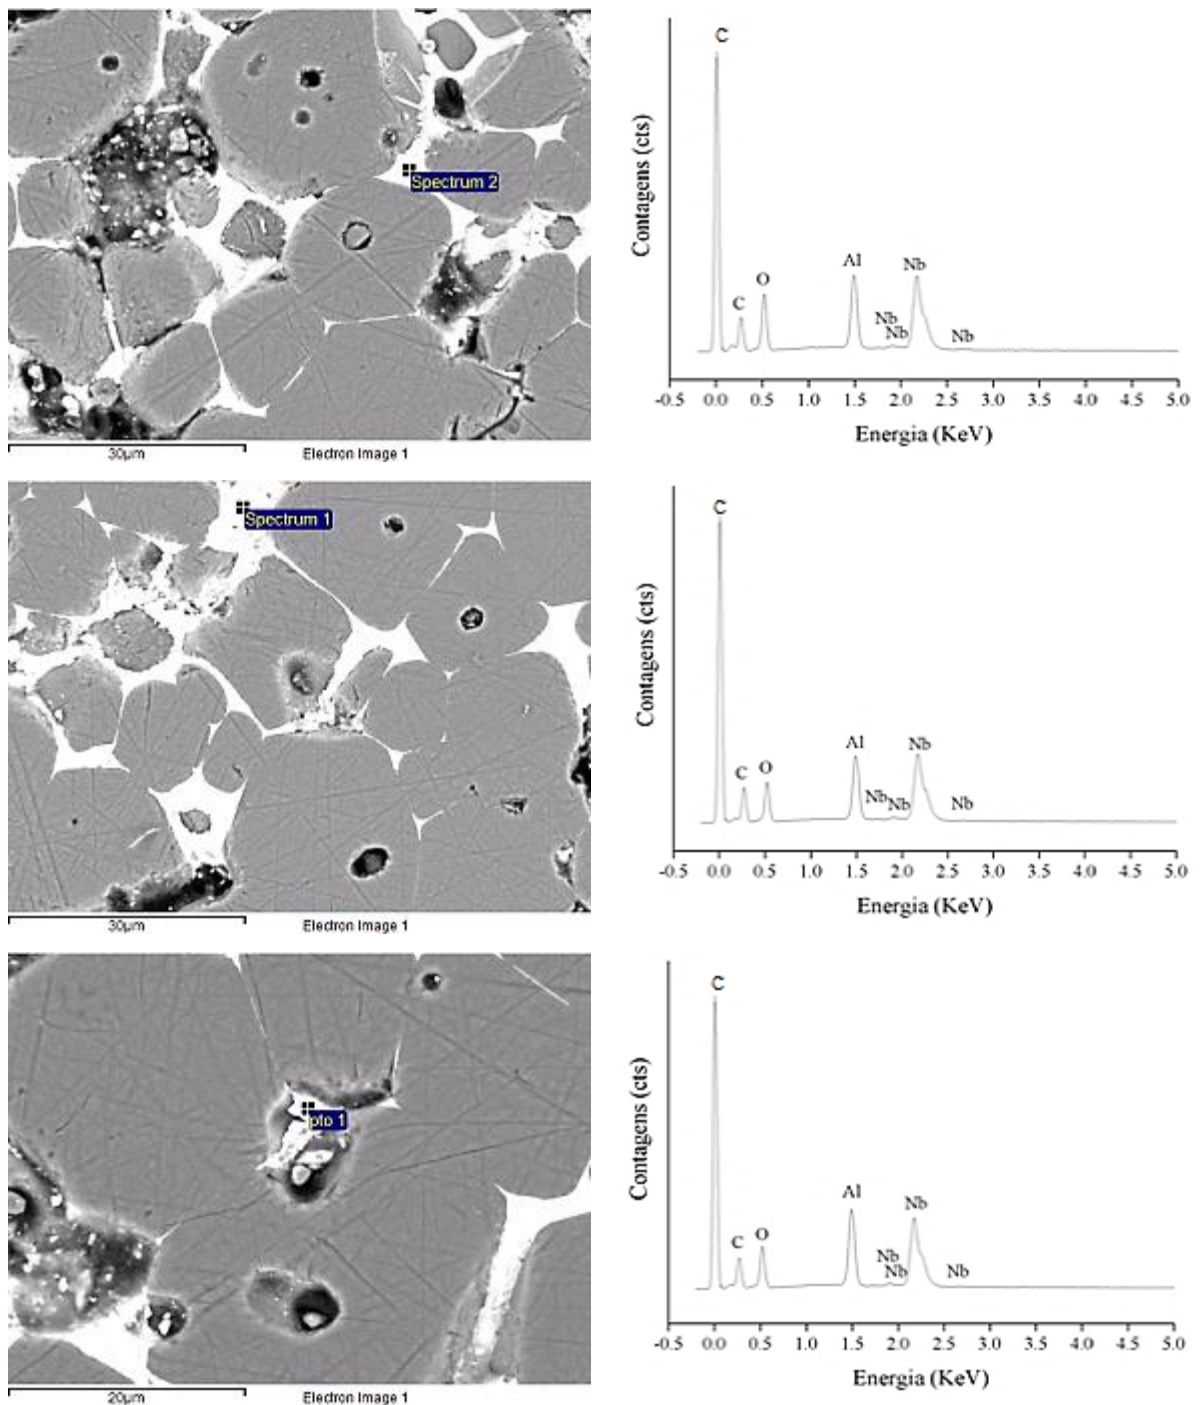 Spectrum 2
30µm Electron Image 1
C
C
O
Al
Nb
Nb
Nb
Nb
Contagens (cts)
-0.5 0.0 0.5 1.0 1.5 2.0 2.5 3.0 3.5 4.0 4.5 5.0
Energia (KeV)
Spectrum 1
30µm Electron Image 1
C
C
O
Al
Nb
Nb
Nb
Nb
Contagens (cts)
-0.5 0.0 0.5 1.0 1.5 2.0 2.5 3.0 3.5 4.0 4.5 5.0
Energia (KeV)
pto 1
20µm Electron Image 1
C
C
O
Al
Nb
Nb
Nb
Nb
Contagens (cts)
-0.5 0.0 0.5 1.0 1.5 2.0 2.5 3.0 3.5 4.0 4.5 5.0
Energia (KeV)